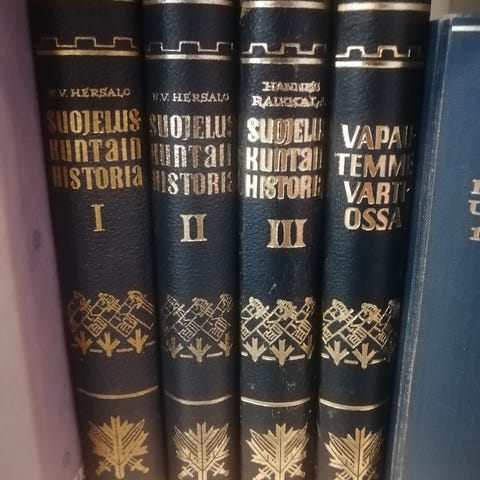 N.V. HERSALO
SUOJELUS
KUNTAIN
HISTORIA
I
N.V. HERSALO
SUOJELUS
KUNTAIN
HISTORIA
II
HANNES
RAIKKALA
SUOJELUS
KUNTAIN
HISTORIA
III
VAPAU
TEMME
VARTI
OSSA